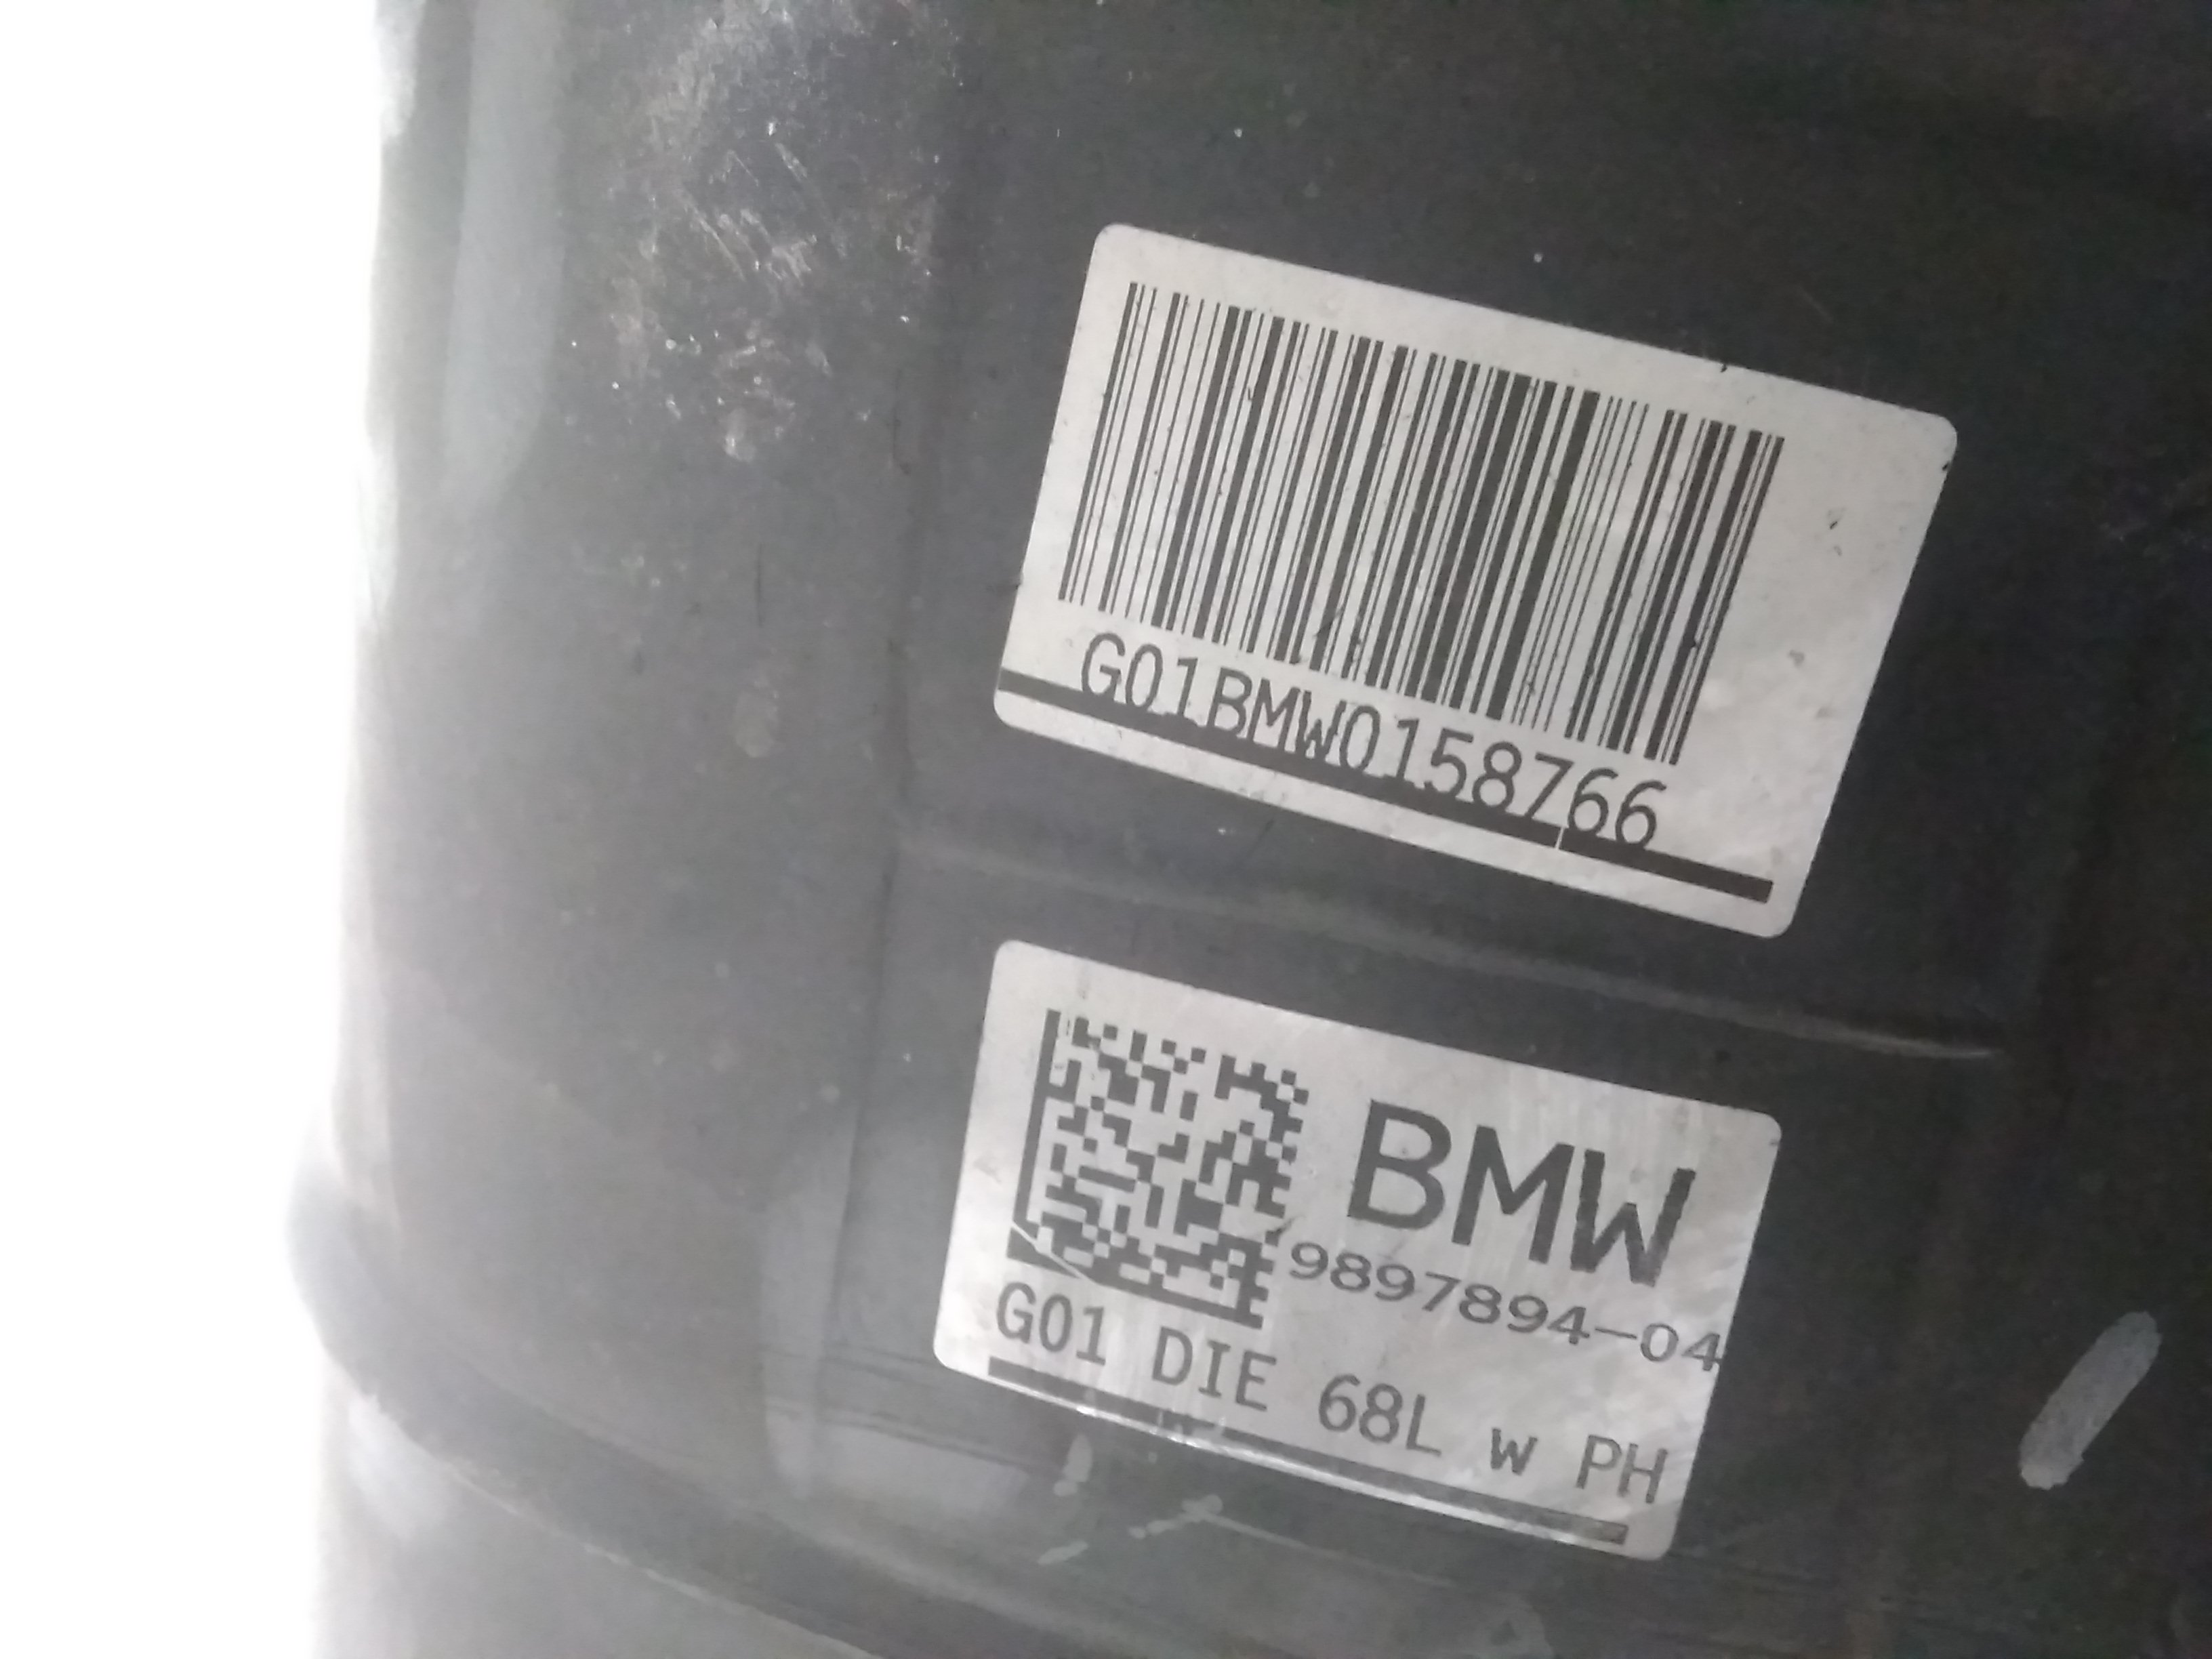 G01BMW0158766
BMW
9897894-04
G01 DIE 68L w PH